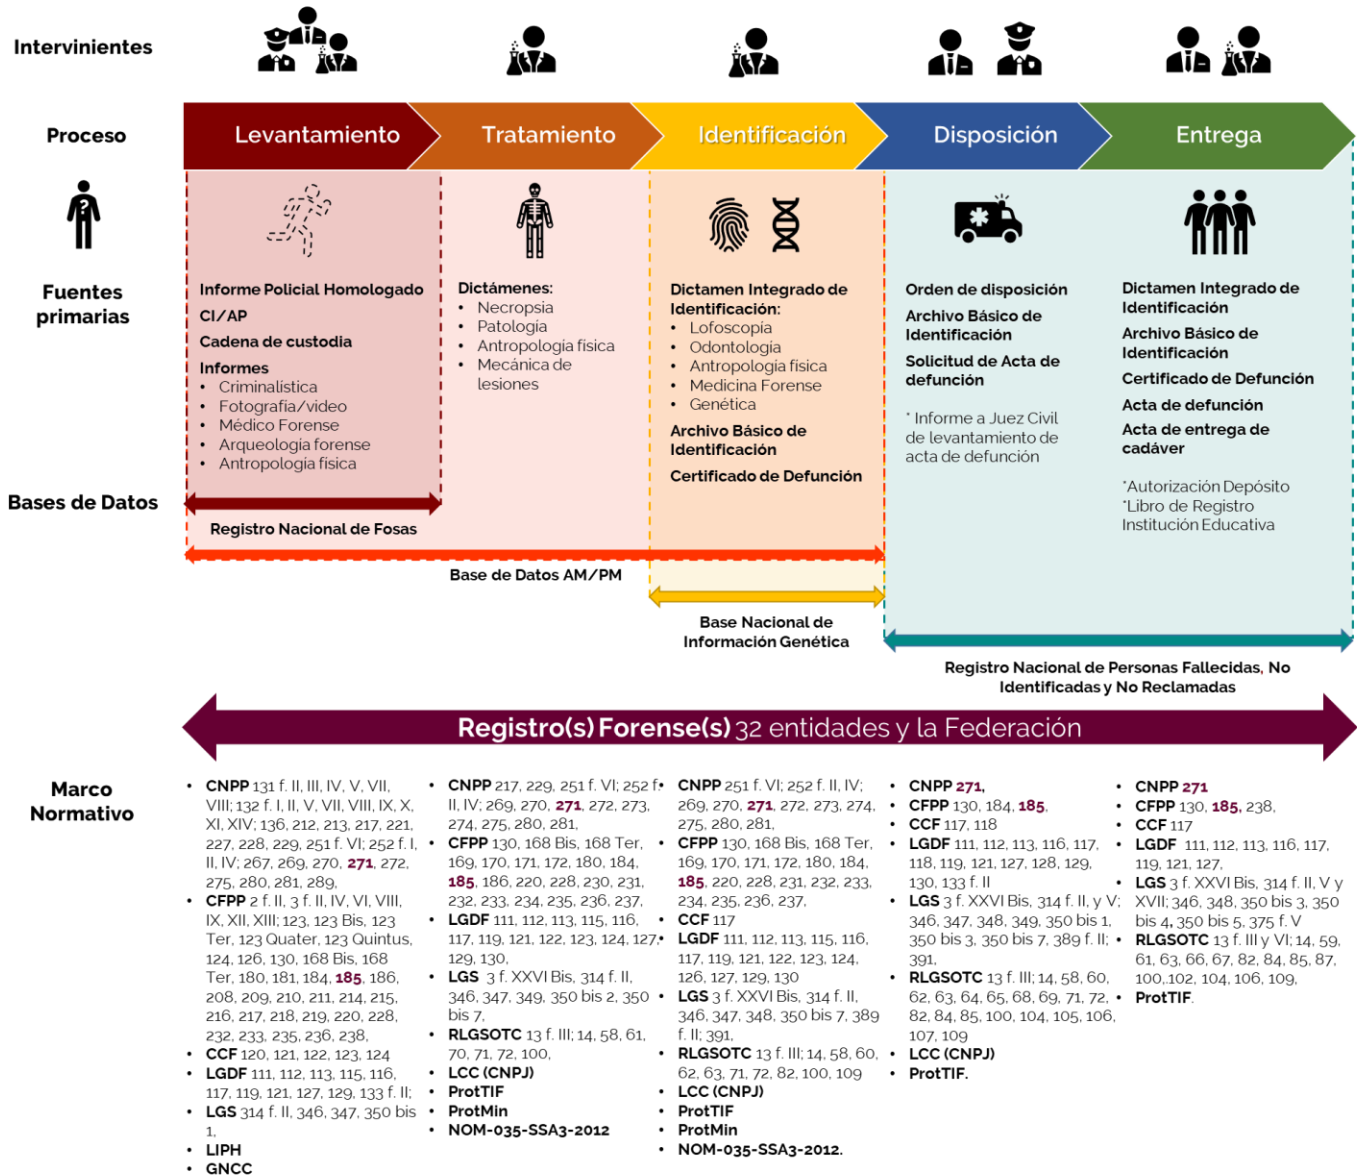 Intervinientes
Proceso
Levantamiento
Tratamiento
Identificación
Disposición
Entrega
?
Fuentes
primarias
Informe Policial Homologado
CI/AP
Cadena de custodia
Informes
• Criminalística
• Fotografía/video
• Médico Forense
• Arqueología forense
• Antropología física
Dictámenes:
• Necropsia
• Patología
• Antropología física
• Mecánica de
lesiones
Dictamen Integrado de
Identificación:
• Lofoscopía
• Odontología
• Antropología física
• Medicina Forense
• Genética
Archivo Básico de
Identificación
Certificado de Defunción
Orden de disposición
Archivo Básico de
Identificación
Solicitud de Acta de
defunción
* Informe a Juez Civil
de levantamiento de
acta de defunción
Dictamen Integrado de
Identificación
Archivo Básico de
Identificación
Certificado de Defunción
Acta de defunción
Acta de entrega de
cadáver
*Autorización Depósito
*Libro de Registro
Institución Educativa
Bases de Datos
Registro Nacional de Fosas
Base de Datos AM/PM
Base Nacional de
Información Genética
Registro Nacional de Personas Fallecidas, No
Identificadas y No Reclamadas
Registro(s) Forense(s) 32 entidades y la Federación
Marco
Normativo
• CNPP 131 f. II, III, IV, V, VII,
VIII; 132 f. I, II, V, VII, VIII, IX, X,
XI, XIV; 136, 212, 213, 217, 221,
227, 228, 229, 251 f. VI; 252 f. I,
II, IV; 267, 269, 270, 271, 272,
275, 280, 281, 289,
• CFPP 2 f. II, 3 f. II, IV, VI, VIII,
IX, XII, XIII; 123, 123 Bis, 123
Ter, 123 Quater, 123 Quintus,
124, 126, 130, 168 Bis, 168
Ter, 180, 181, 184, 185, 186,
208, 209, 210, 211, 214, 215,
216, 217, 218, 219, 220, 228,
232, 233, 235, 236, 238,
• CCF 120, 121, 122, 123, 124
• LGDF 111, 112, 113, 115, 116,
117, 119, 121, 127, 129, 133 f. II;
• LGS 314 f. II, 346, 347, 350 bis
1,
• LIPH
• GNCC
• CNPP 217, 229, 251 f. VI; 252 f.
II, IV; 269, 270, 271, 272, 273,
274, 275, 280, 281,
• CFPP 130, 168 Bis, 168 Ter,
169, 170, 171, 172, 180, 184,
185, 186, 220, 228, 230, 231,
232, 233, 234, 235, 236, 237,
• LGDF 111, 112, 113, 115, 116,
117, 119, 121, 122, 123, 124, 127,
129, 130,
• LGS 3 f. XXVI Bis, 314 f. II,
346, 347, 349, 350 bis 2, 350
bis 7,
• RLGSOTC 13 f. III; 14, 58, 61,
70, 71, 72, 100,
• LCC (CNPJ)
• ProtTIF
• ProtMin
• NOM-035-SSA3-2012
• CNPP 251 f. VI; 252 f. II, IV;
269, 270, 271, 272, 273, 274,
275, 280, 281,
• CFPP 130, 168 Bis, 168 Ter,
169, 170, 171, 172, 180, 184,
185, 220, 228, 231, 232, 233,
234, 235, 236, 237,
• CCF 117
• LGDF 111, 112, 113, 115, 116,
117, 119, 121, 122, 123, 124,
126, 127, 129, 130
• LGS 3 f. XXVI Bis, 314 f. II,
346, 347, 348, 350 bis 7, 389
f. II; 391,
• RLGSOTC 13 f. III; 14, 58, 60,
62, 63, 71, 72, 82, 100, 109
• LCC (CNPJ)
• ProtTIF
• ProtMin
• NOM-035-SSA3-2012.
• CNPP 271,
• CFPP 130, 184, 185,
• CCF 117, 118
• LGDF 111, 112, 113, 116, 117,
118, 119, 121, 127, 128, 129,
130, 133 f. II
• LGS 3 f. XXVI Bis, 314 f. II, y V;
346, 347, 348, 349, 350 bis 1,
350 bis 3, 350 bis 7, 389 f. II;
391,
• RLGSOTC 13 f. III; 14, 58, 60,
62, 63, 64, 65, 68, 69, 71, 72,
82, 84, 85, 100, 104, 105, 106,
107, 109
• LCC (CNPJ)
• ProtTIF.
• CNPP 271
• CFPP 130, 185, 238,
• CCF 117
• LGDF 111, 112, 113, 116, 117,
119, 121, 127,
• LGS 3 f. XXVI Bis, 314 f. II, V y
XVII; 346, 348, 350 bis 3, 350
bis 4, 350 bis 5, 375 f. V
• RLGSOTC 13 f. III y VI; 14, 59,
61, 63, 66, 67, 82, 84, 85, 87,
100,.102, 104, 106, 109,
• ProtTIF.